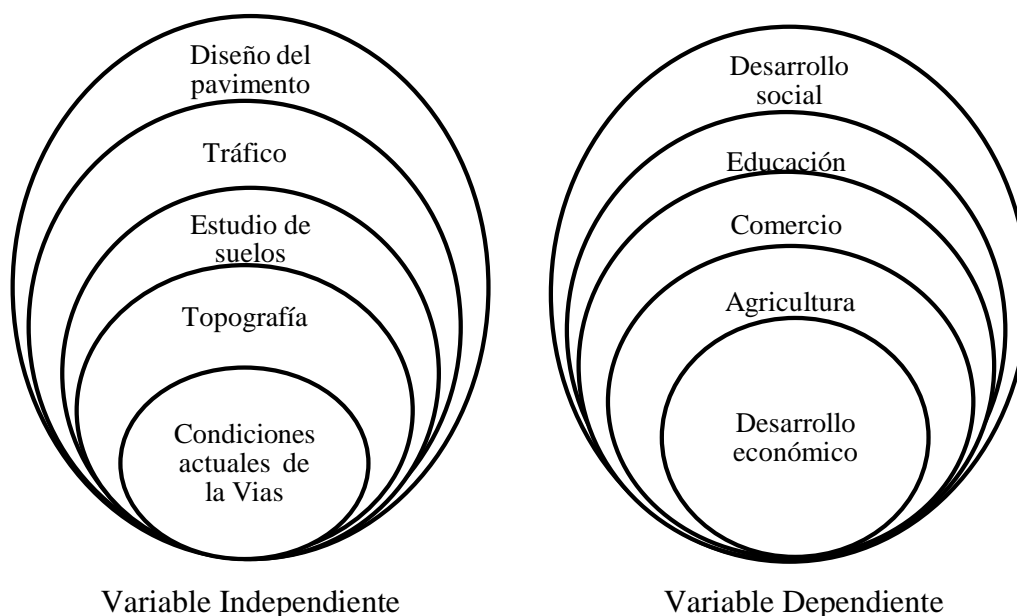 Diseño del
pavimento
Tráfico
Estudio de
suelos
Topografía
Condiciones
actuales de
la Vias
Variable Independiente
Desarrollo
social
Educación
Comercio
Agricultura
Desarrollo
económico
Variable Dependiente